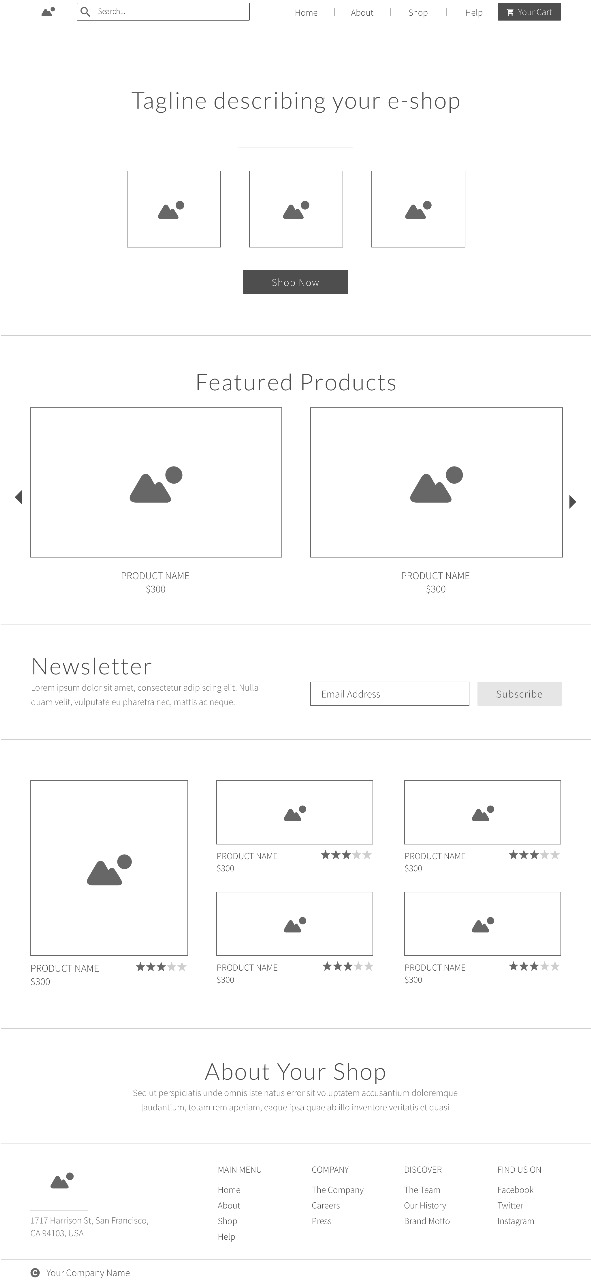 Search...
Home | About | Shop | Help
Your Cart
Tagline describing your e-shop
Shop Now
Featured Products
PRODUCT NAME
$300
PRODUCT NAME
$300
Newsletter
Lorem ipsum dolor sit amet, consectetur adipiscing elit. Nulla
quam velit, vulputate eu pharetra nec, mattis ac neque.
Email Address
Subscribe
PRODUCT NAME
$300
PRODUCT NAME
$300
PRODUCT NAME
$300
PRODUCT NAME
$300
PRODUCT NAME
$300
About Your Shop
Sed ut perspiciatis unde omnis iste natus error sit voluptatem accusantium doloremque
laudantium, totam rem aperiam, eaque ipsa quae ab illo inventore veritatis et quasi
1717 Harrison St, San Francisco,
CA 94103, USA
MAIN MENU
Home
About
Shop
Help
COMPANY
The Company
Careers
Press
DISCOVER
The Team
Our History
Brand Motto
FIND US ON
Facebook
Twitter
Instagram
© Your Company Name